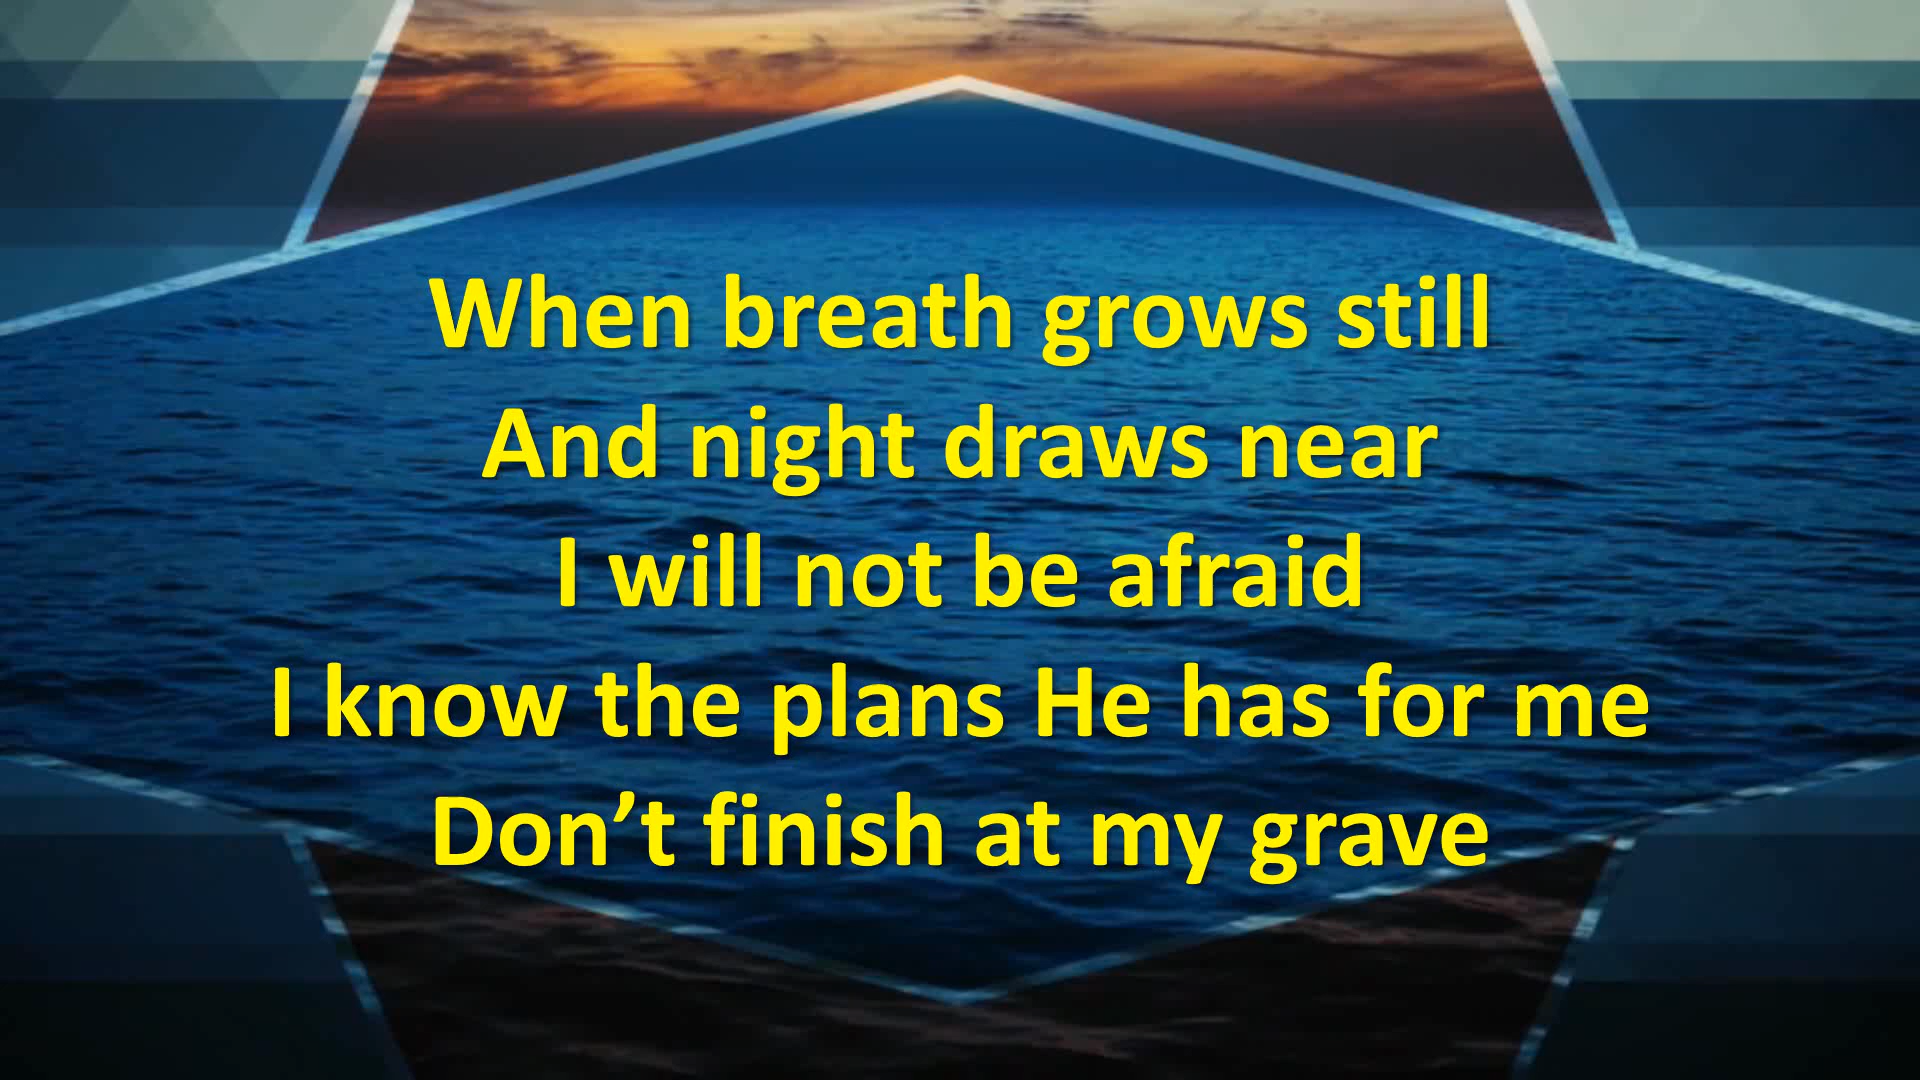 When breath grows still
And night draws near
I will not be afraid
I know the plans He has for me
Don’t finish at my grave